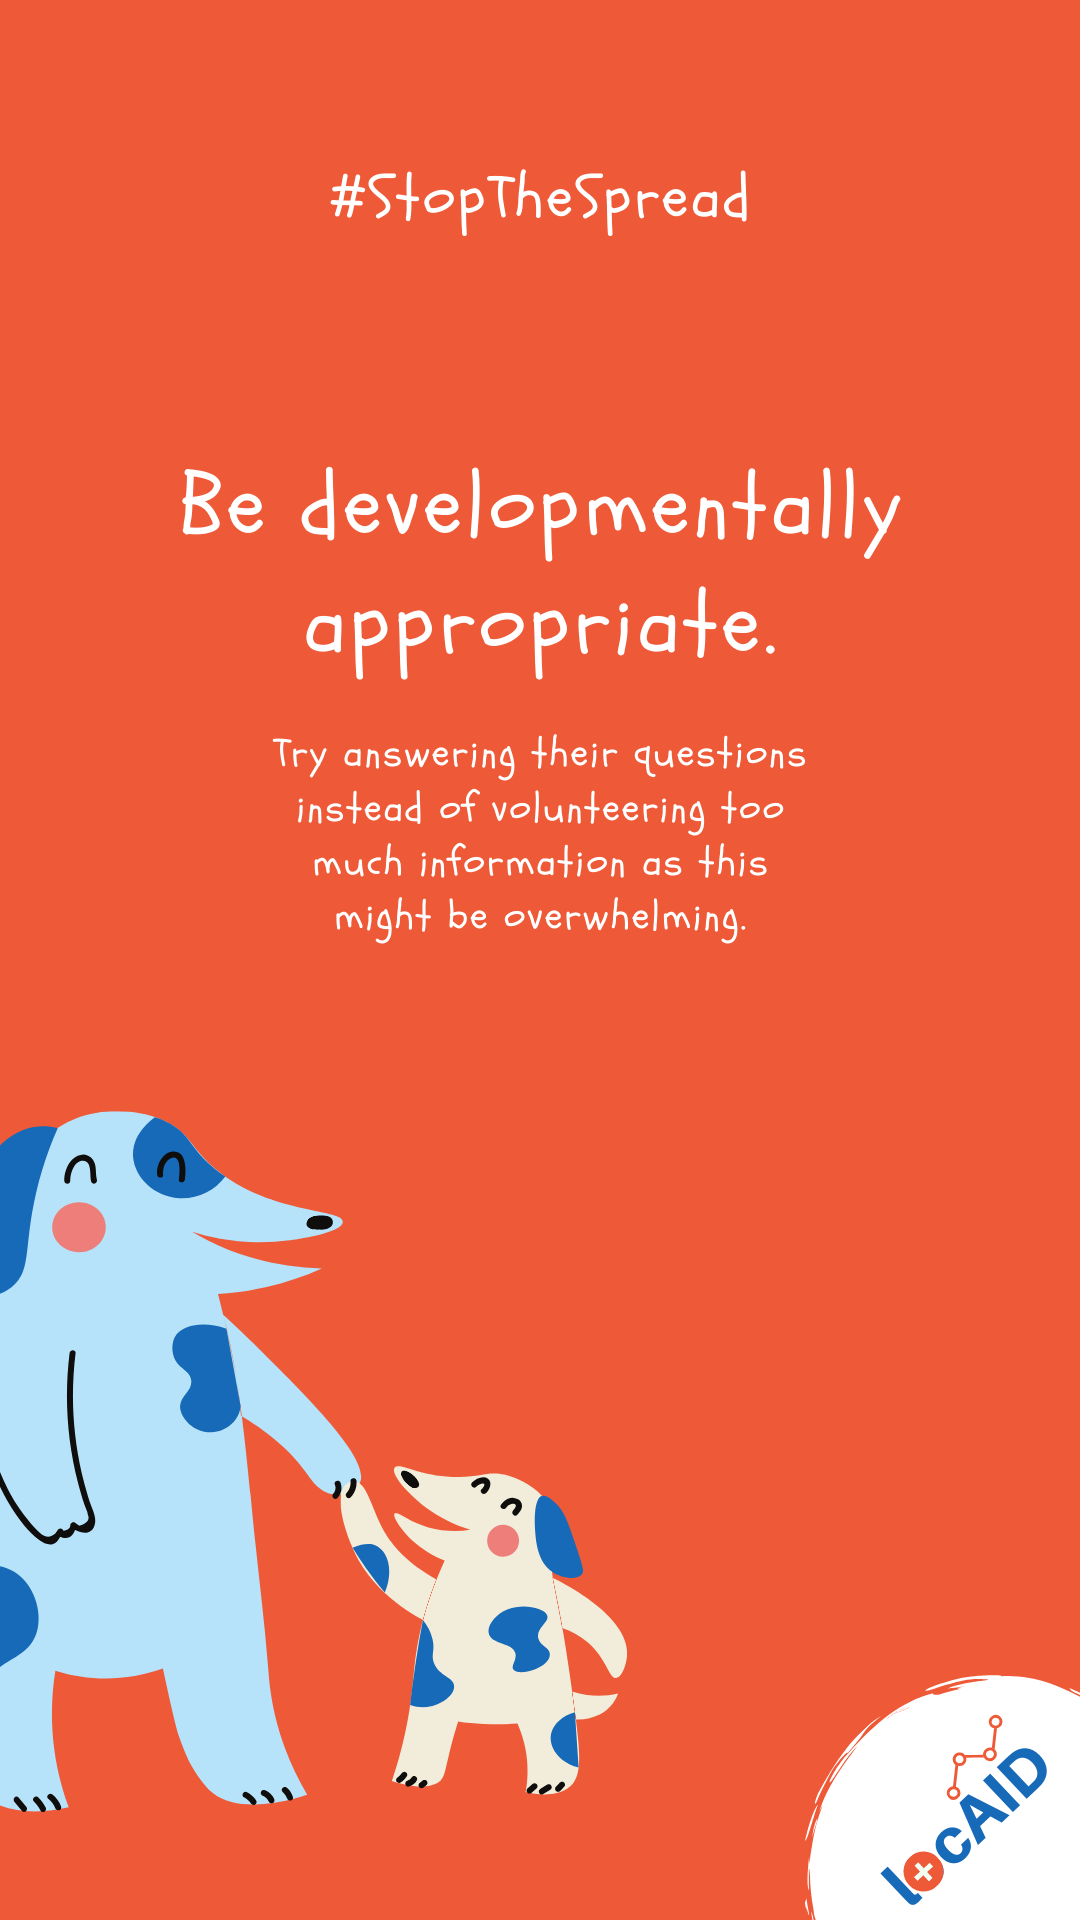 #StopTheSpread
Be developmentally
appropriate.
Try answering their questions
instead of volunteering too
much information as this
might be overwhelming.
locAID